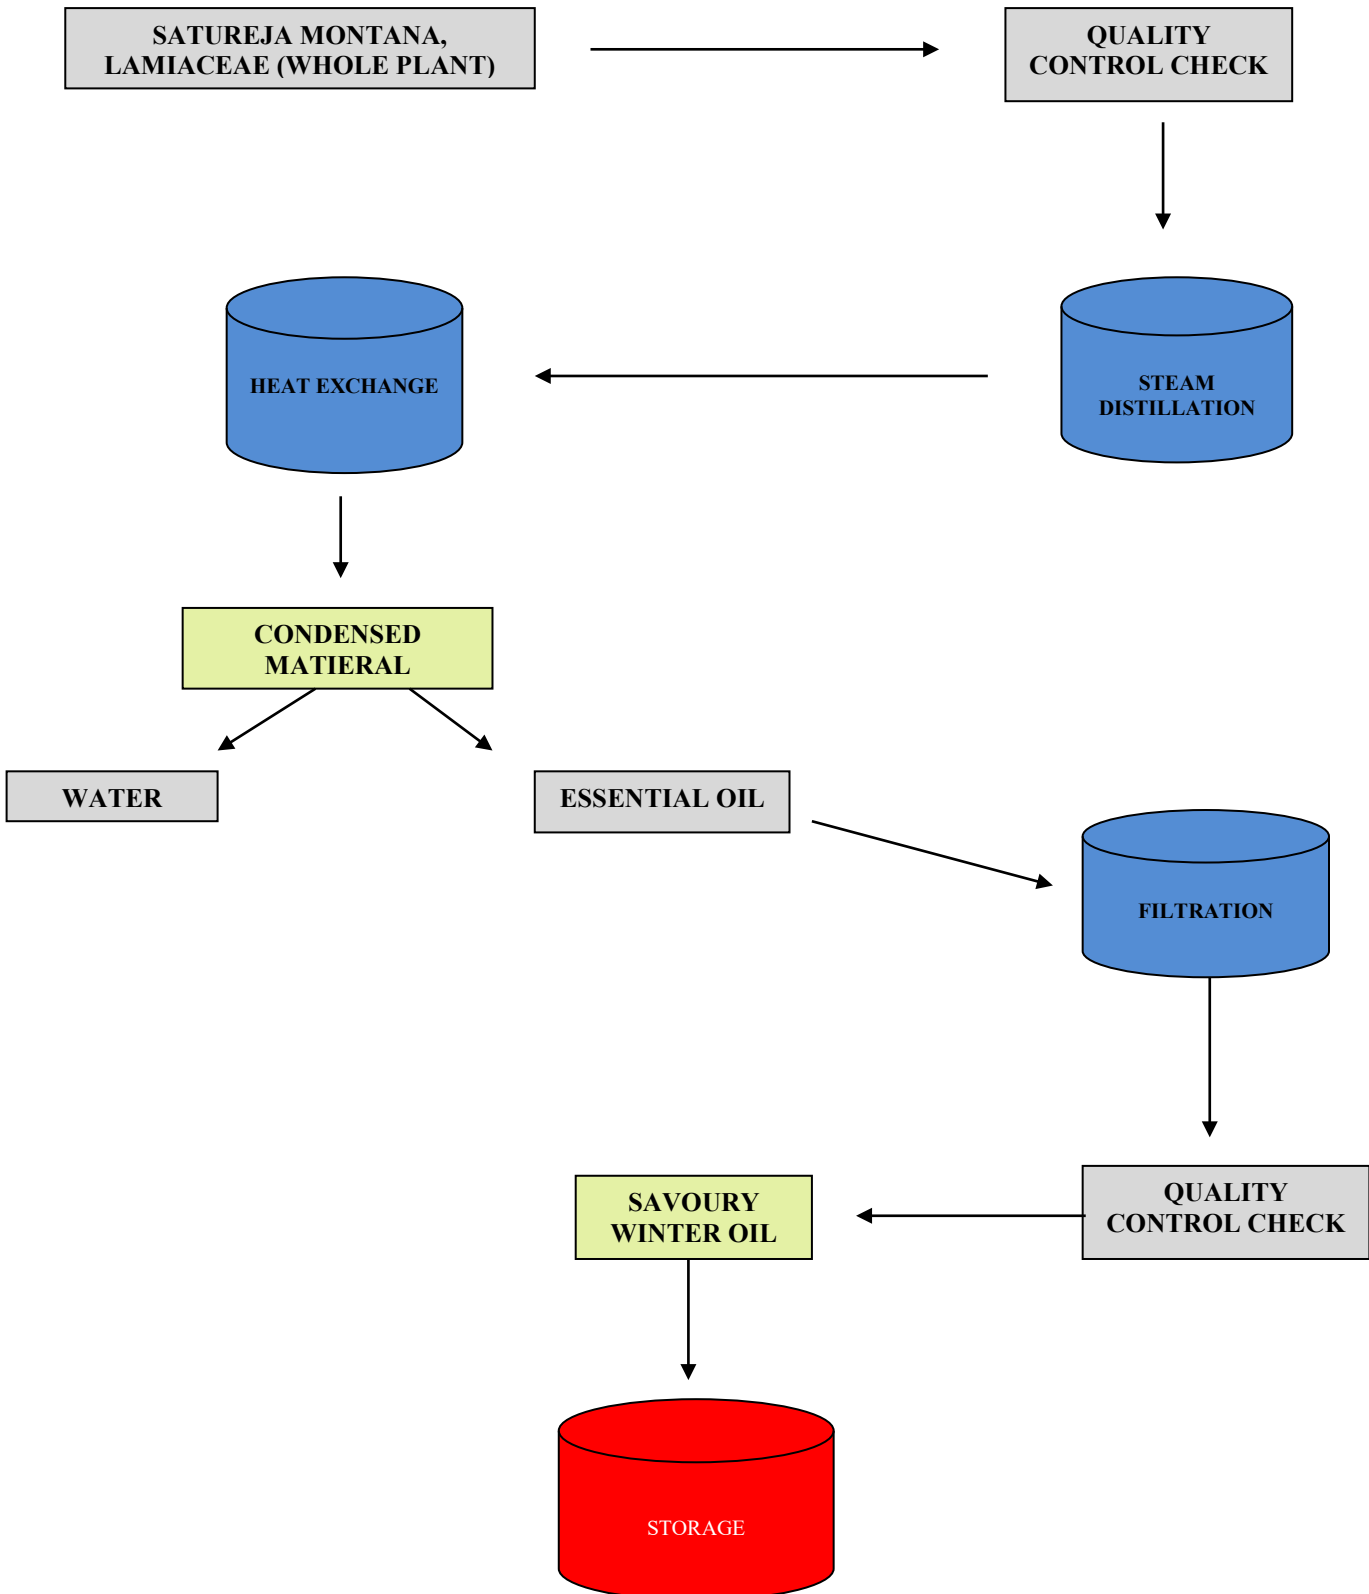 SATUREJA MONTANA,
LAMIACEAE (WHOLE PLANT)
QUALITY
CONTROL CHECK
HEAT EXCHANGE
STEAM
DISTILLATION
CONDENSED
MATIERAL
WATER
ESSENTIAL OIL
FILTRATION
SAVOURY
WINTER OIL
QUALITY
CONTROL CHECK
STORAGE